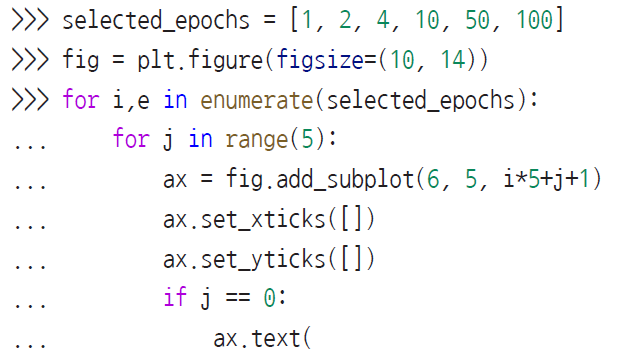 >>> selected_epochs = [1, 2, 4, 10, 50, 100]
>>> fig = plt.figure(figsize=(10, 14))
>>> for i,e in enumerate(selected_epochs):
...     for j in range(5):
...         ax = fig.add_subplot(6, 5, i*5+j+1)
...         ax.set_xticks([])
...         ax.set_yticks([])
...         if j == 0:
...             ax.text(